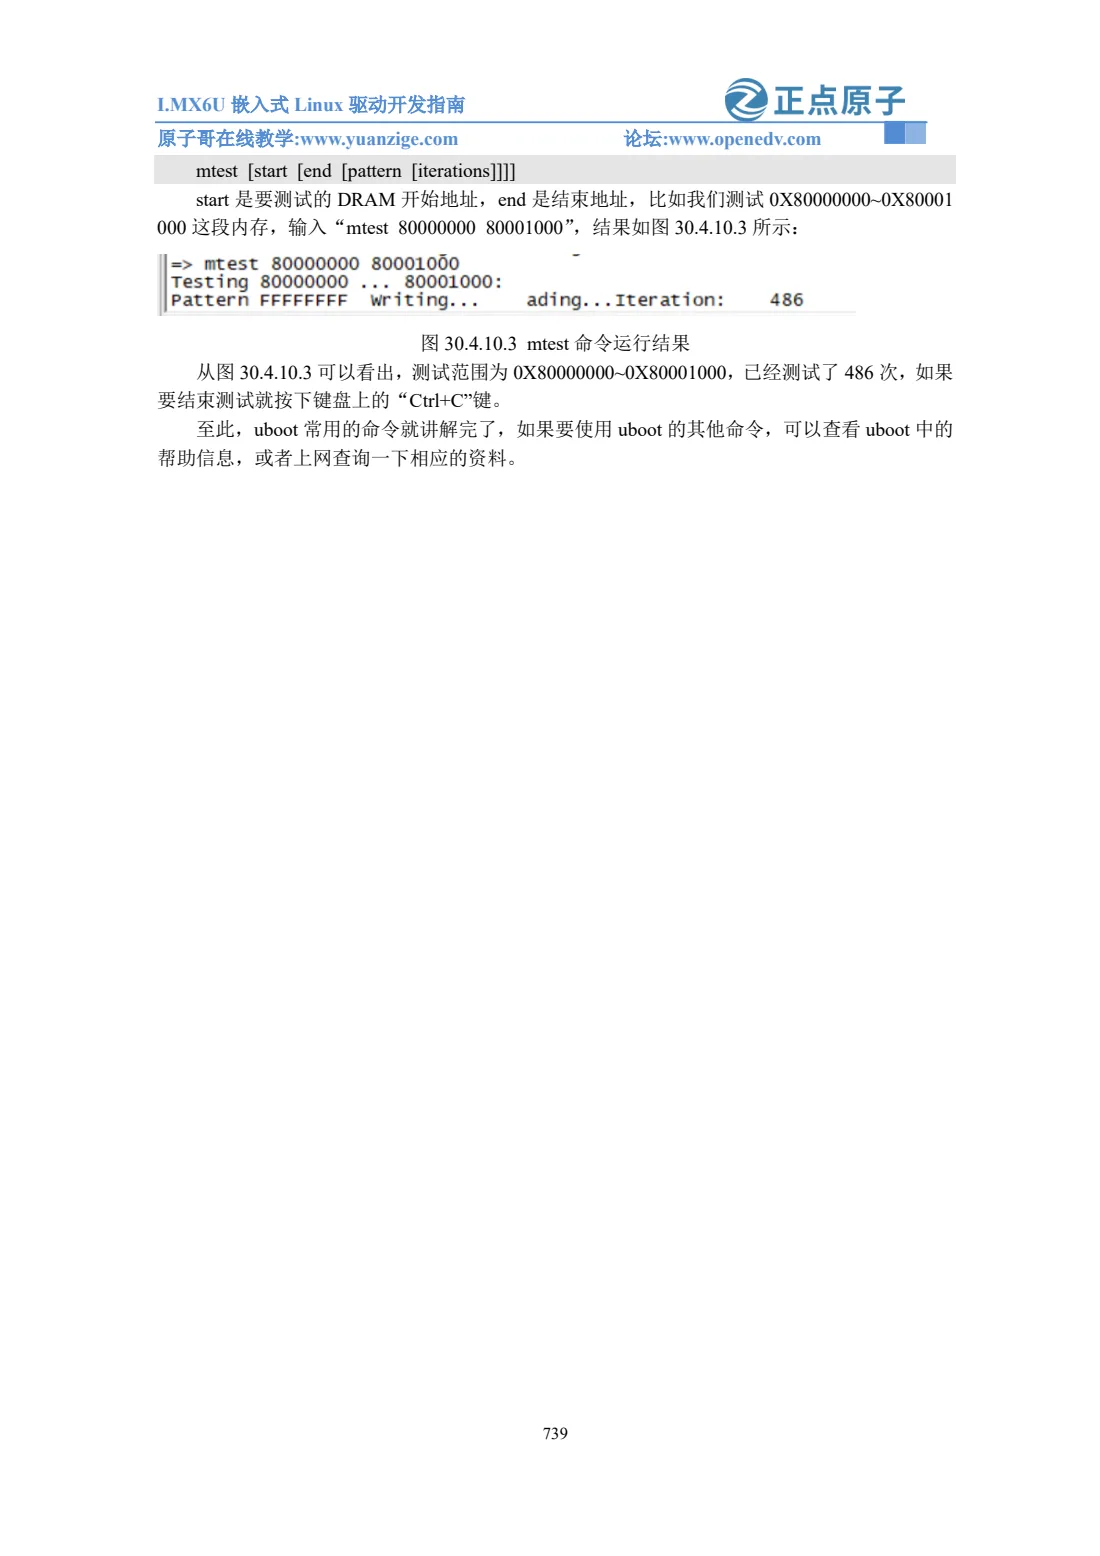 I.MX6U 嵌入式 Linux 驱动开发指南
正点原子
原子哥在线教学:www.yuanzige.com 论坛:www.openedv.com
mtest [start [end [pattern [iterations]]]]
start 是要测试的 DRAM 开始地址，end 是结束地址，比如我们测试 0X80000000~0X80001
000 这段内存，输入“mtest 80000000 80001000”，结果如图 30.4.10.3 所示：
=> mtest 80000000 80001000
Testing 80000000 ... 80001000:
Pattern FFFFFFFF Writing... ading...Iteration: 486
图 30.4.10.3 mtest 命令运行结果
从图 30.4.10.3 可以看出，测试范围为 0X80000000~0X80001000，已经测试了 486 次，如果
要结束测试就按下键盘上的“Ctrl+C”键。
至此，uboot 常用的命令就讲解完了，如果要使用 uboot 的其他命令，可以查看 uboot 中的
帮助信息，或者上网查询一下相应的资料。
739